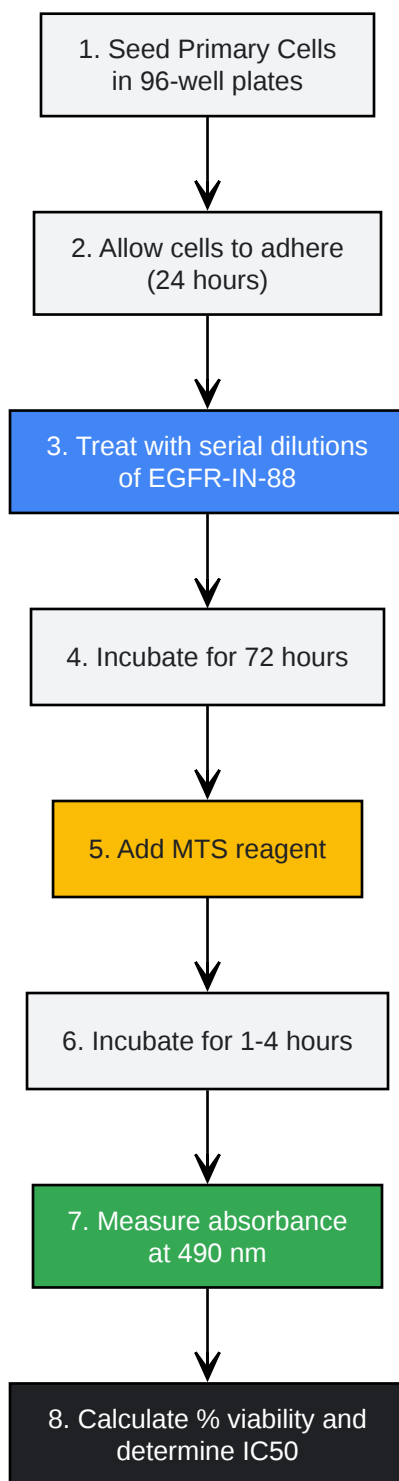 1. Seed Primary Cells
in 96-well plates
2. Allow cells to adhere
(24 hours)
3. Treat with serial dilutions
of EGFR-IN-88
4. Incubate for 72 hours
5. Add MTS reagent
6. Incubate for 1-4 hours
7. Measure absorbance
at 490 nm
8. Calculate % viability and
determine IC50